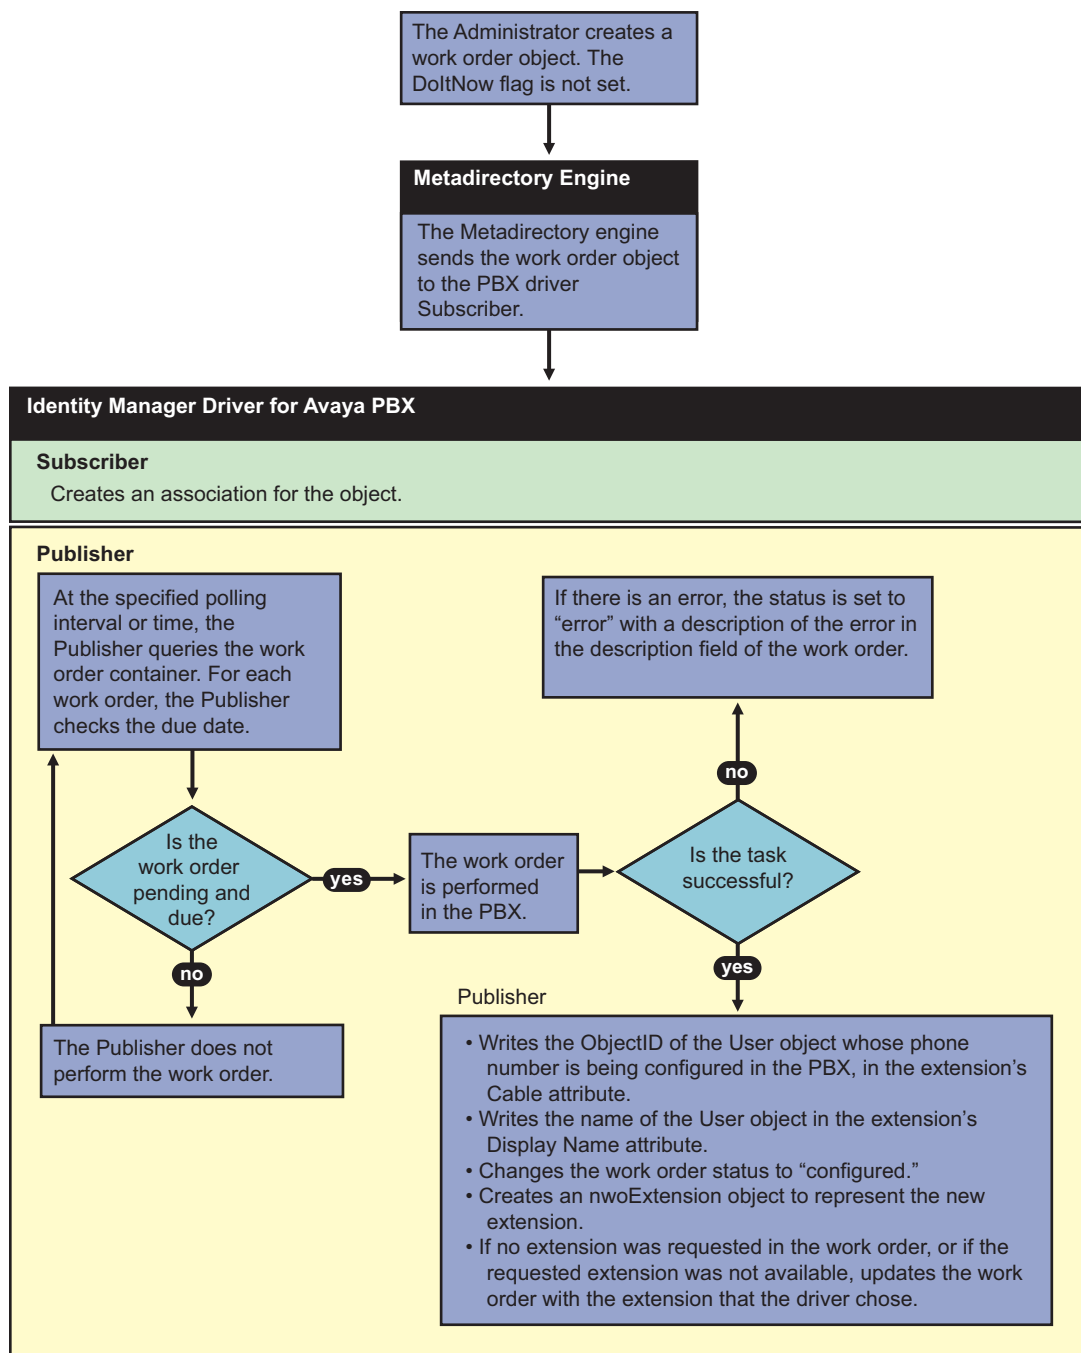 The Administrator creates a
work order object. The
DoItNow flag is not set.
Metadirectory Engine
The Metadirectory engine
sends the work order object
to the PBX driver
Subscriber.
Identity Manager Driver for Avaya PBX
Subscriber
Creates an association for the object.
Publisher
At the specified polling
interval or time, the
Publisher queries the work
order container. For each
work order, the Publisher
checks the due date.
If there is an error, the status is set to
“error” with a description of the error in
the description field of the work order.
no
Is the
work order
pending and
due?
yes
The work order
is performed
in the PBX.
Is the task
successful?
no
yes
The Publisher does not
perform the work order.
Publisher
• Writes the ObjectID of the User object whose phone
number is being configured in the PBX, in the extension’s
Cable attribute.
• Writes the name of the User object in the extension’s
Display Name attribute.
• Changes the work order status to “configured.”
• Creates an nwoExtension object to represent the new
extension.
• If no extension was requested in the work order, or if the
requested extension was not available, updates the work
order with the extension that the driver chose.